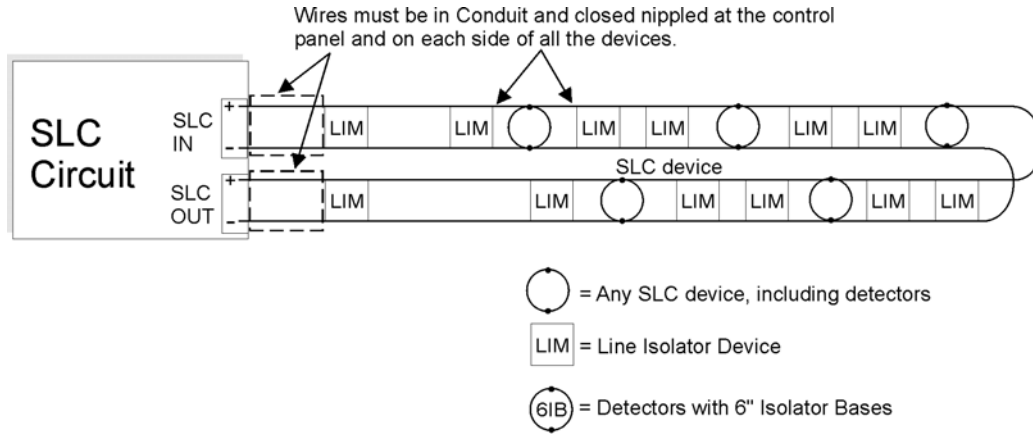 Wires must be in Conduit and closed nippled at the control
panel and on each side of all the devices.
SLC
Circuit
SLC
IN
+
-
LIM LIM LIM LIM LIM LIM
SLC device
SLC
OUT
+
-
LIM LIM LIM LIM LIM LIM
= Any SLC device, including detectors
LIM = Line Isolator Device
6IB = Detectors with 6" Isolator Bases